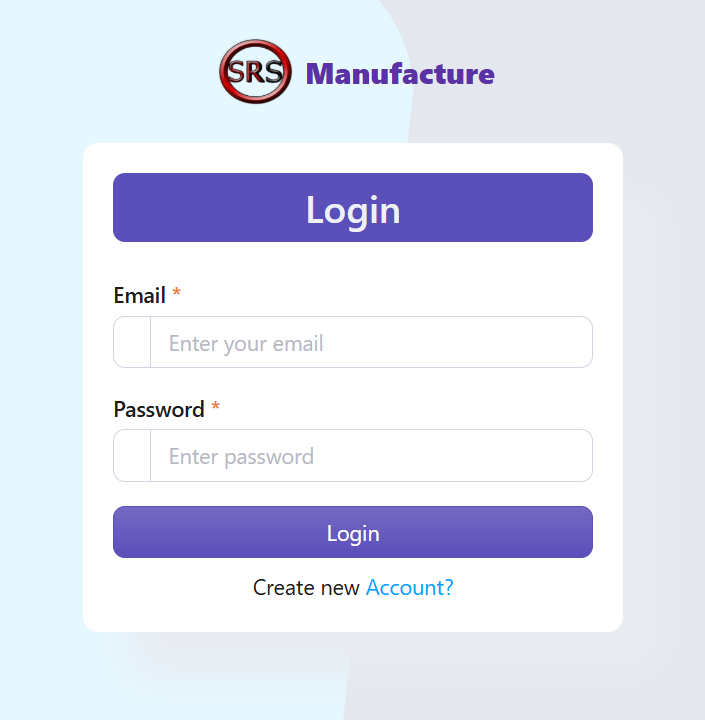 SRS Manufacture
Login
Email *
Enter your email
Password *
Enter password
Login
Create new Account?